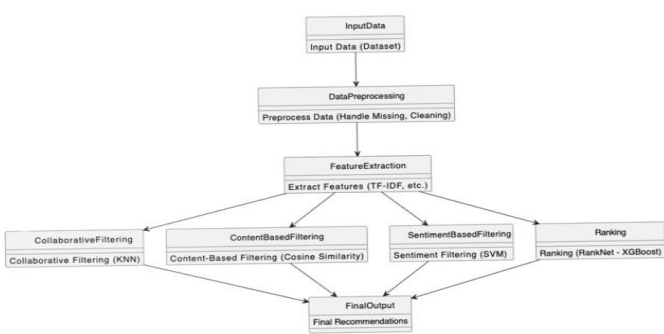 InputData
Input Data (Dataset)
DataPreprocessing
Preprocess Data (Handle Missing, Cleaning)
FeatureExtraction
Extract Features (TF-IDF, etc.)
CollaborativeFiltering
Collaborative Filtering (KNN)
ContentBasedFiltering
Content-Based Filtering (Cosine Similarity)
SentimentBasedFiltering
Sentiment Filtering (SVM)
Ranking
Ranking (RankNet - XGBoost)
FinalOutput
Final Recommendations